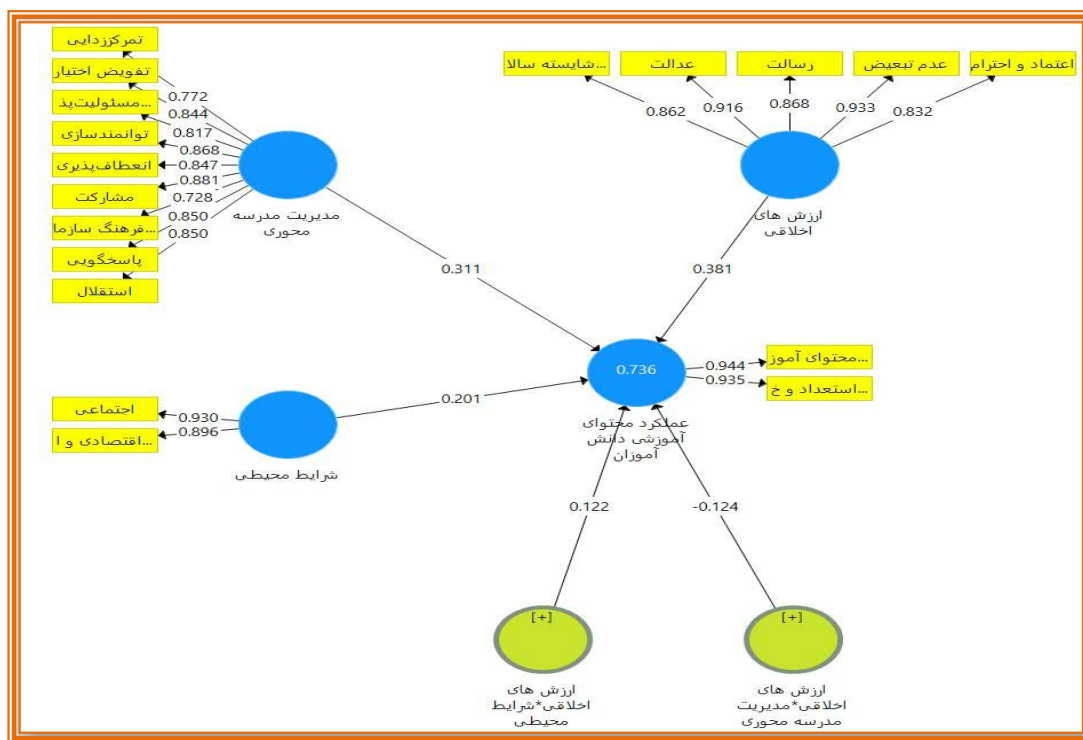 تمرکززدایی
تفویض اختیار
مسئولیت‌پذ...
توانمندسازی
انعطاف‌پذیری
مشارکت
فرهنگ سازما...
پاسخگویی
استقلال
0.772
0.844
0.817
0.868
0.847
0.881
0.728
0.850
0.850
مدیریت مدرسه
محوری
اعتماد و احترام
عدم تبعیض
رسالت
عدالت
شایسته سالا...
0.832
0.933
0.868
0.916
0.862
ارزش های
اخلاقی
0.311
0.381
0.201
اجتماعی
اقتصادی و ا...
0.930
0.896
شرایط محیطی
0.736
عملکرد محتوای
آموزشی دانش
آموزان
0.944
0.935
محتوای آموز...
استعداد و خ...
0.122
-0.124
[+]
ارزش های
اخلاقی*شرایط
محیطی
[+]
ارزش های
اخلاقی*مدیریت
مدرسه محوری